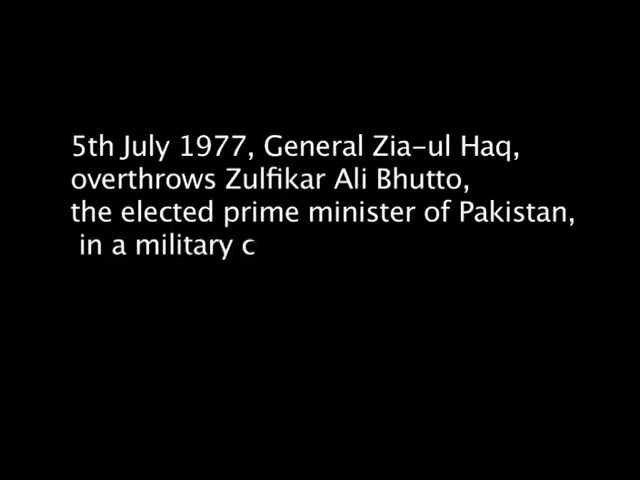 5th July 1977, General Zia-ul Haq,
overthrows Zulfikar Ali Bhutto,
the elected prime minister of Pakistan,
in a military c